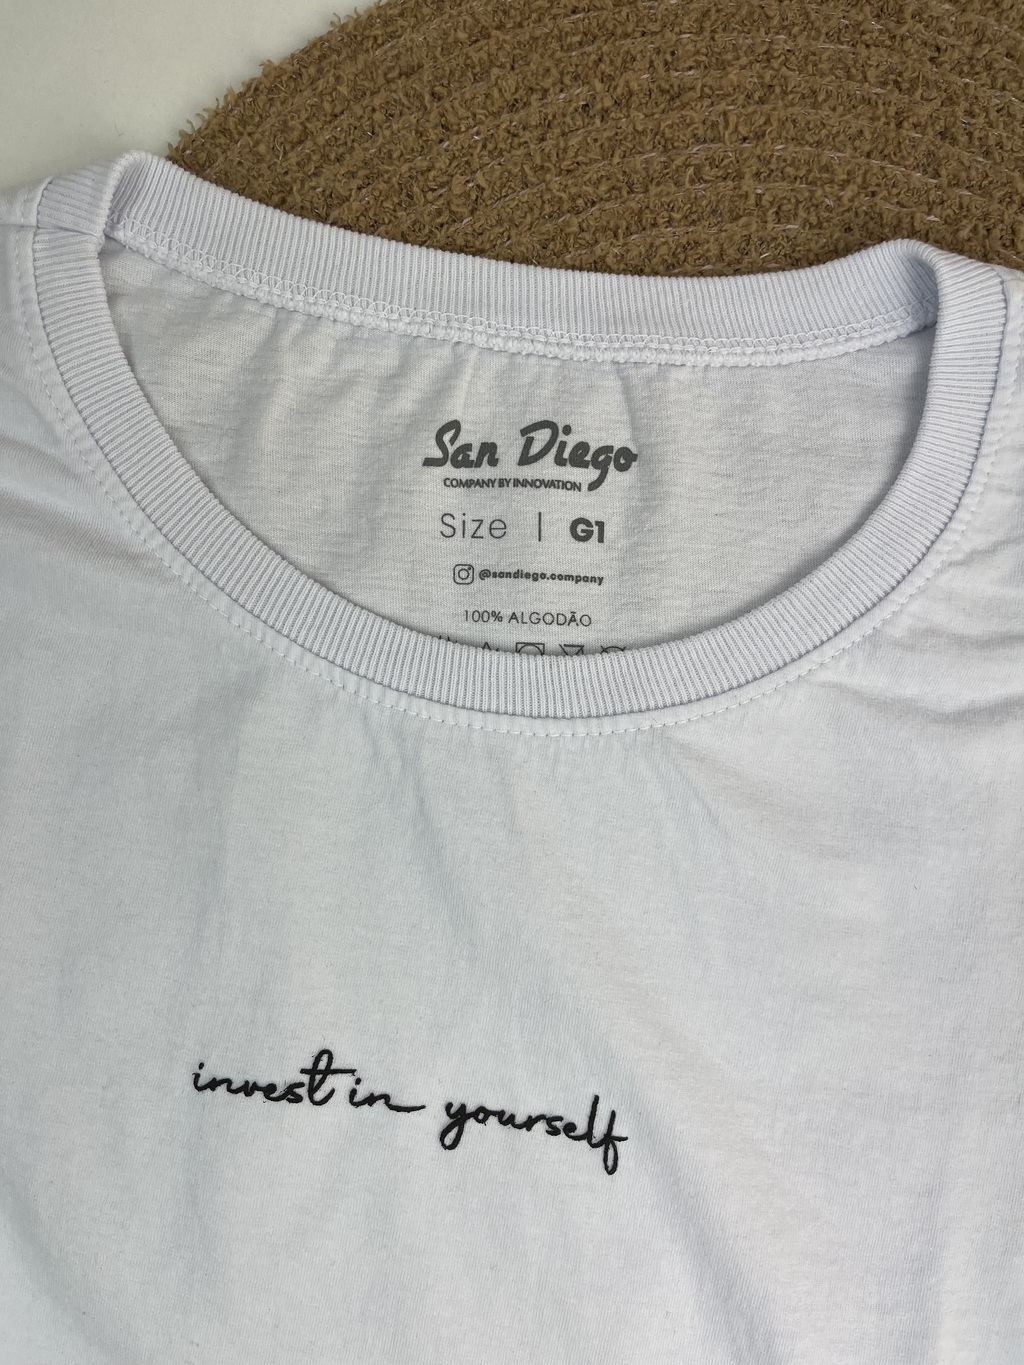 San Diego
COMPANY BY INNOVATION
Size | G1
@sandiego.company
100% ALGODÃO
invest in yourself